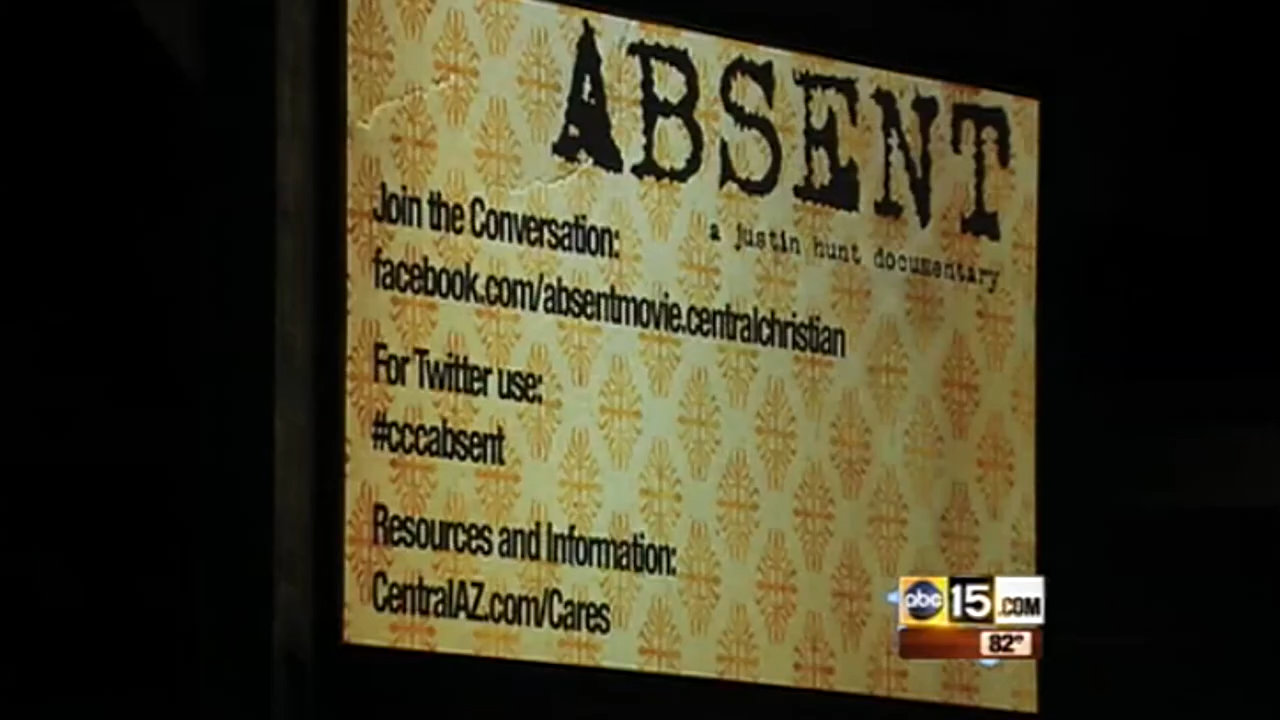 ABSENT
a justin hunt documentary
Join the Conversation:
facebook.com/absentmovie.centralchristian
For Twitter use:
#cccabsent
Resources and Information:
CentralAZ.com/Cares
abc 15 .COM
82°